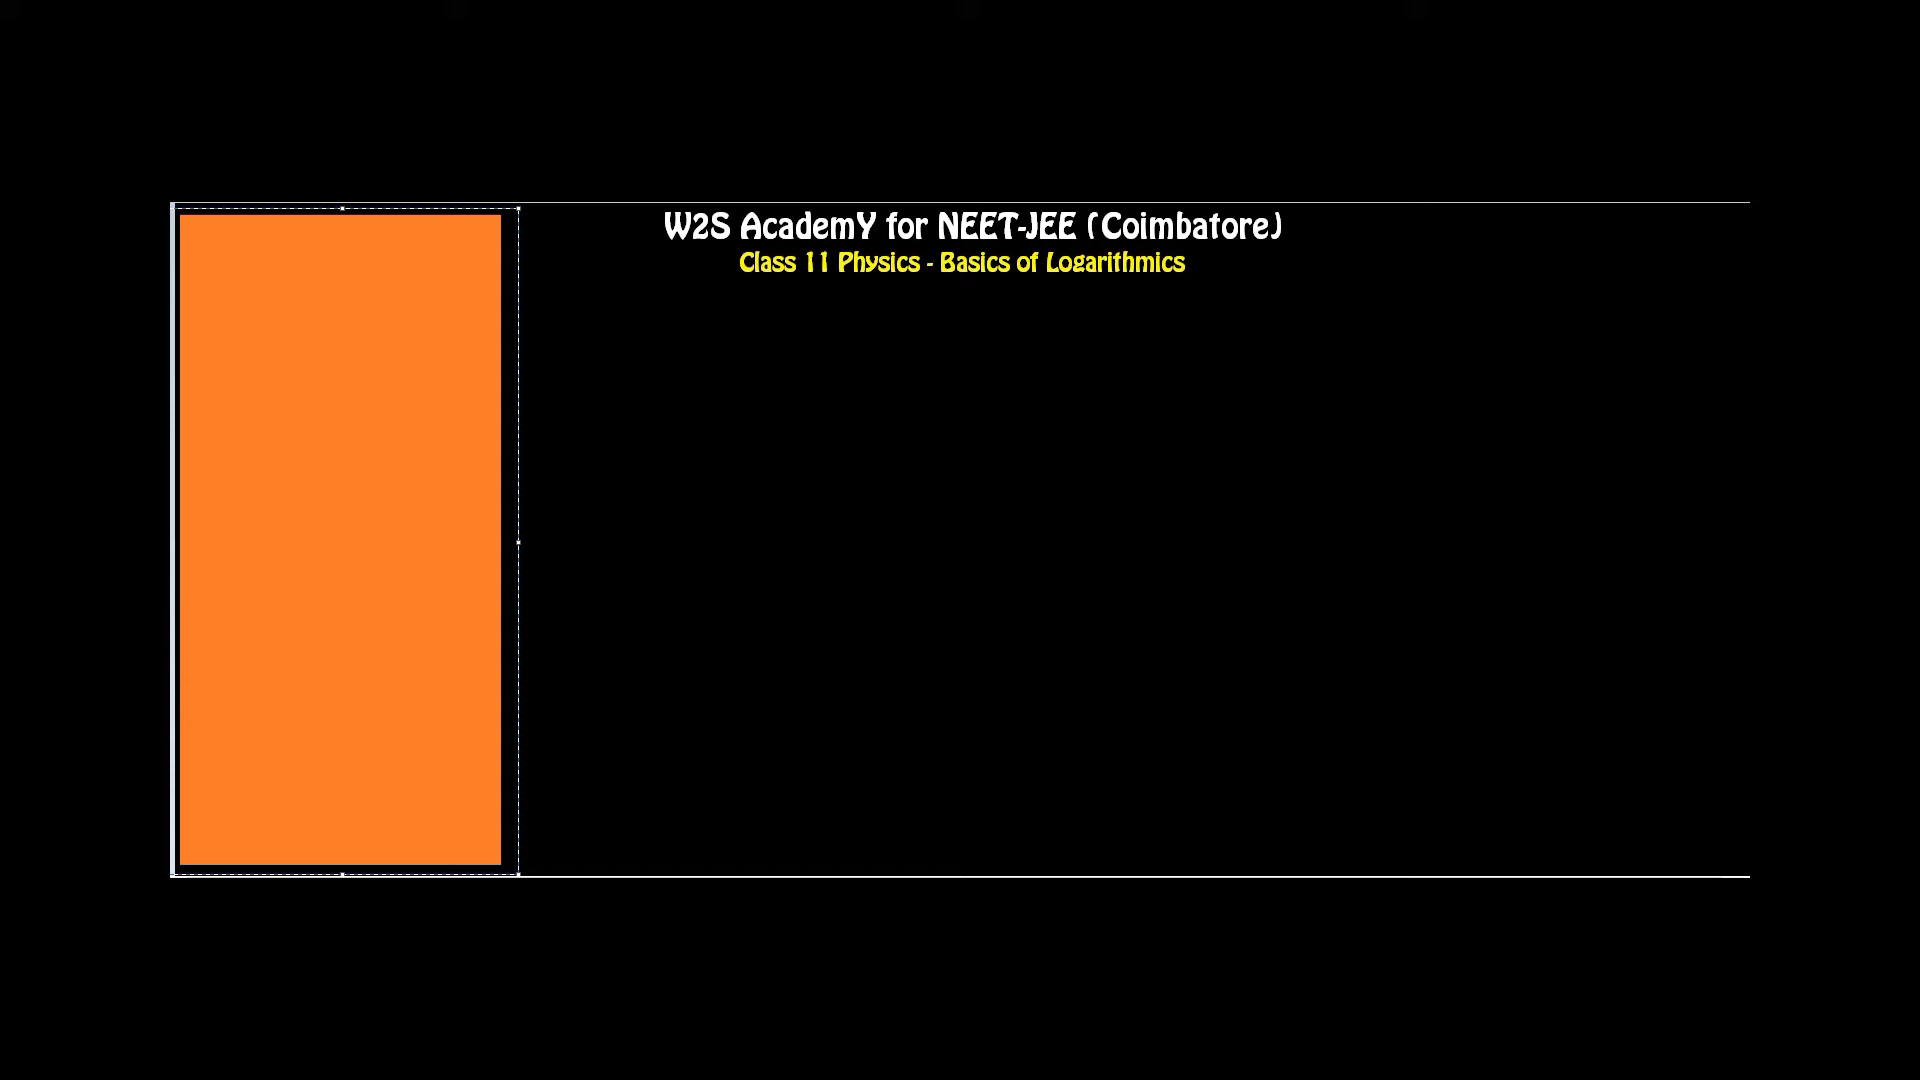 W2S AcademY for NEET-JEE (Coimbatore)
Class 11 Physics - Basics of Logarithmics